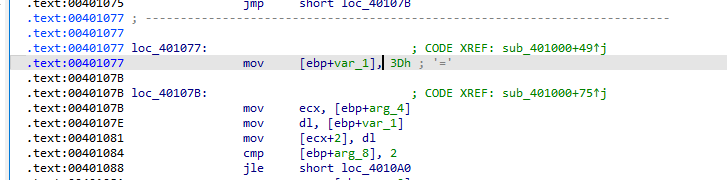 .text:00401075 jmp short loc_40107B
.text:00401077 ; ---------------------------------------------------------------------------
.text:00401077
.text:00401077 loc_401077: ; CODE XREF: sub_401000+49↑j
.text:00401077 mov [ebp+var_1], 3Dh ; '='
.text:0040107B
.text:0040107B loc_40107B: ; CODE XREF: sub_401000+75↑j
.text:0040107B mov ecx, [ebp+arg_4]
.text:0040107E mov dl, [ebp+var_1]
.text:00401081 mov [ecx+2], dl
.text:00401084 cmp [ebp+arg_8], 2
.text:00401088 jle short loc_4010A0